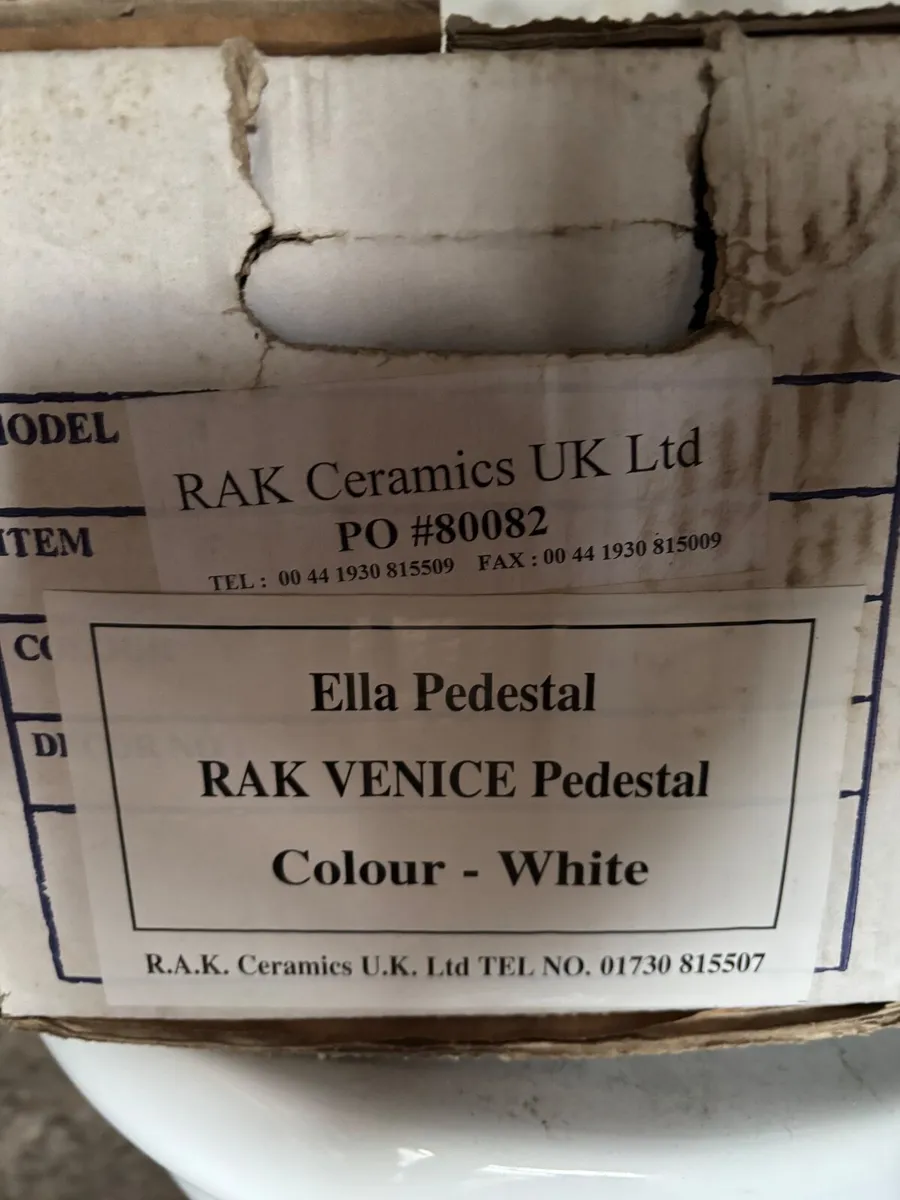 MODEL
RAK Ceramics UK Ltd
ITEM
PO #80082
TEL : 00 44 1930 815509 FAX : 00 44 1930 815009
Ella Pedestal
RAK VENICE Pedestal
Colour - White
R.A.K. Ceramics U.K. Ltd TEL NO. 01730 815507